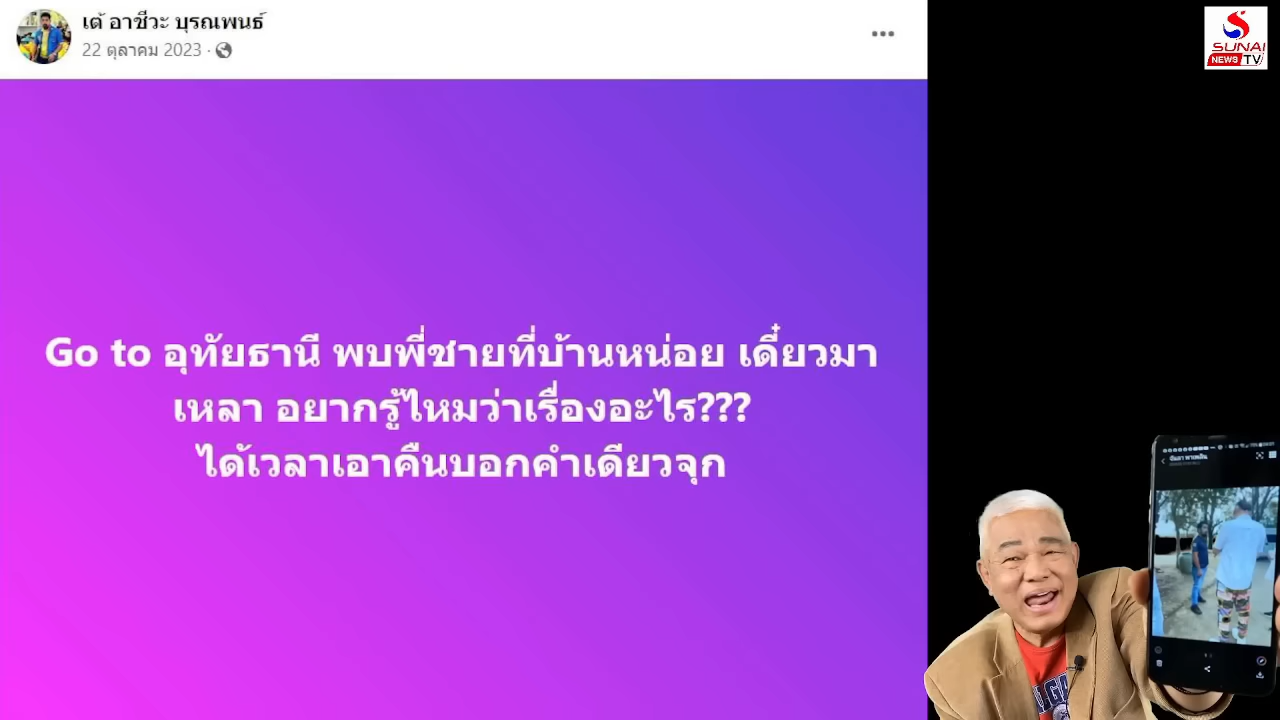 เต้ อาชีวะ บุรณพนธ์
22 ตุลาคม 2023 ·
SUNAI
NEWS TV
Go to อุทัยธานี พบพี่ชายที่บ้านหน่อย เดี๋ยวมา
เหลา อยากรู้ไหมว่าเรื่องอะไร???
ได้เวลาเอาคืนบอกคำเดียวจุก